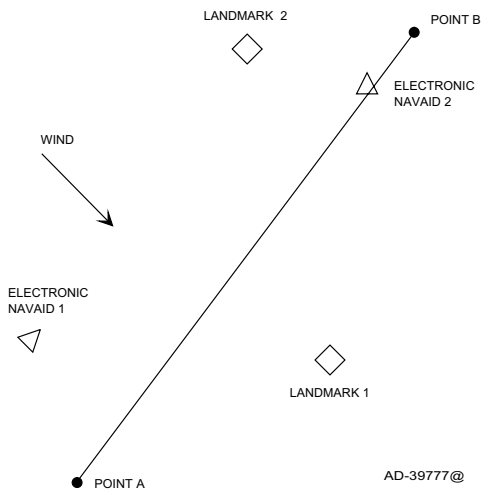 LANDMARK 2
POINT B
ELECTRONIC
NAVAID 2
WIND
ELECTRONIC
NAVAID 1
LANDMARK 1
POINT A
AD-39777@